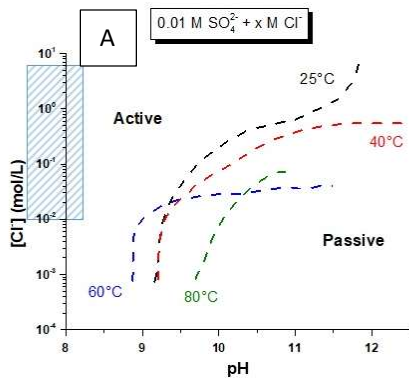 A
0.01 M SO₄²⁻ + x M Cl⁻
10¹
10⁰
10⁻¹
10⁻²
10⁻³
10⁻⁴
[Cl⁻] (mol/L)
Active
Passive
25°C
40°C
60°C
80°C
8
9
10
11
12
pH